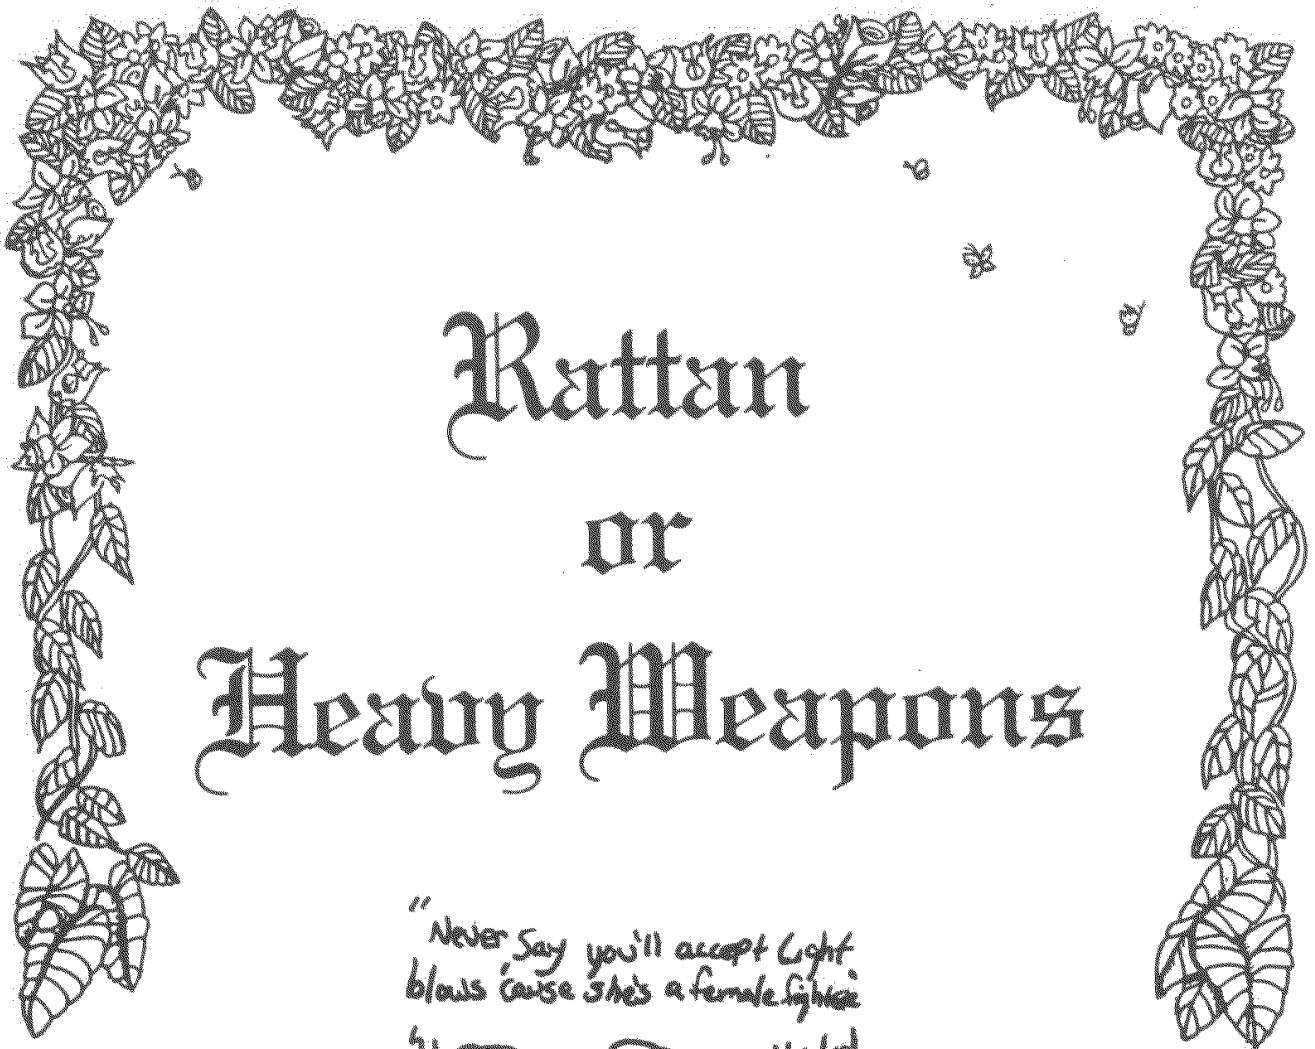 Rattan
or
Heavy Weapons
"Never Say you'll accept Light
blows 'cause she's a female fighter